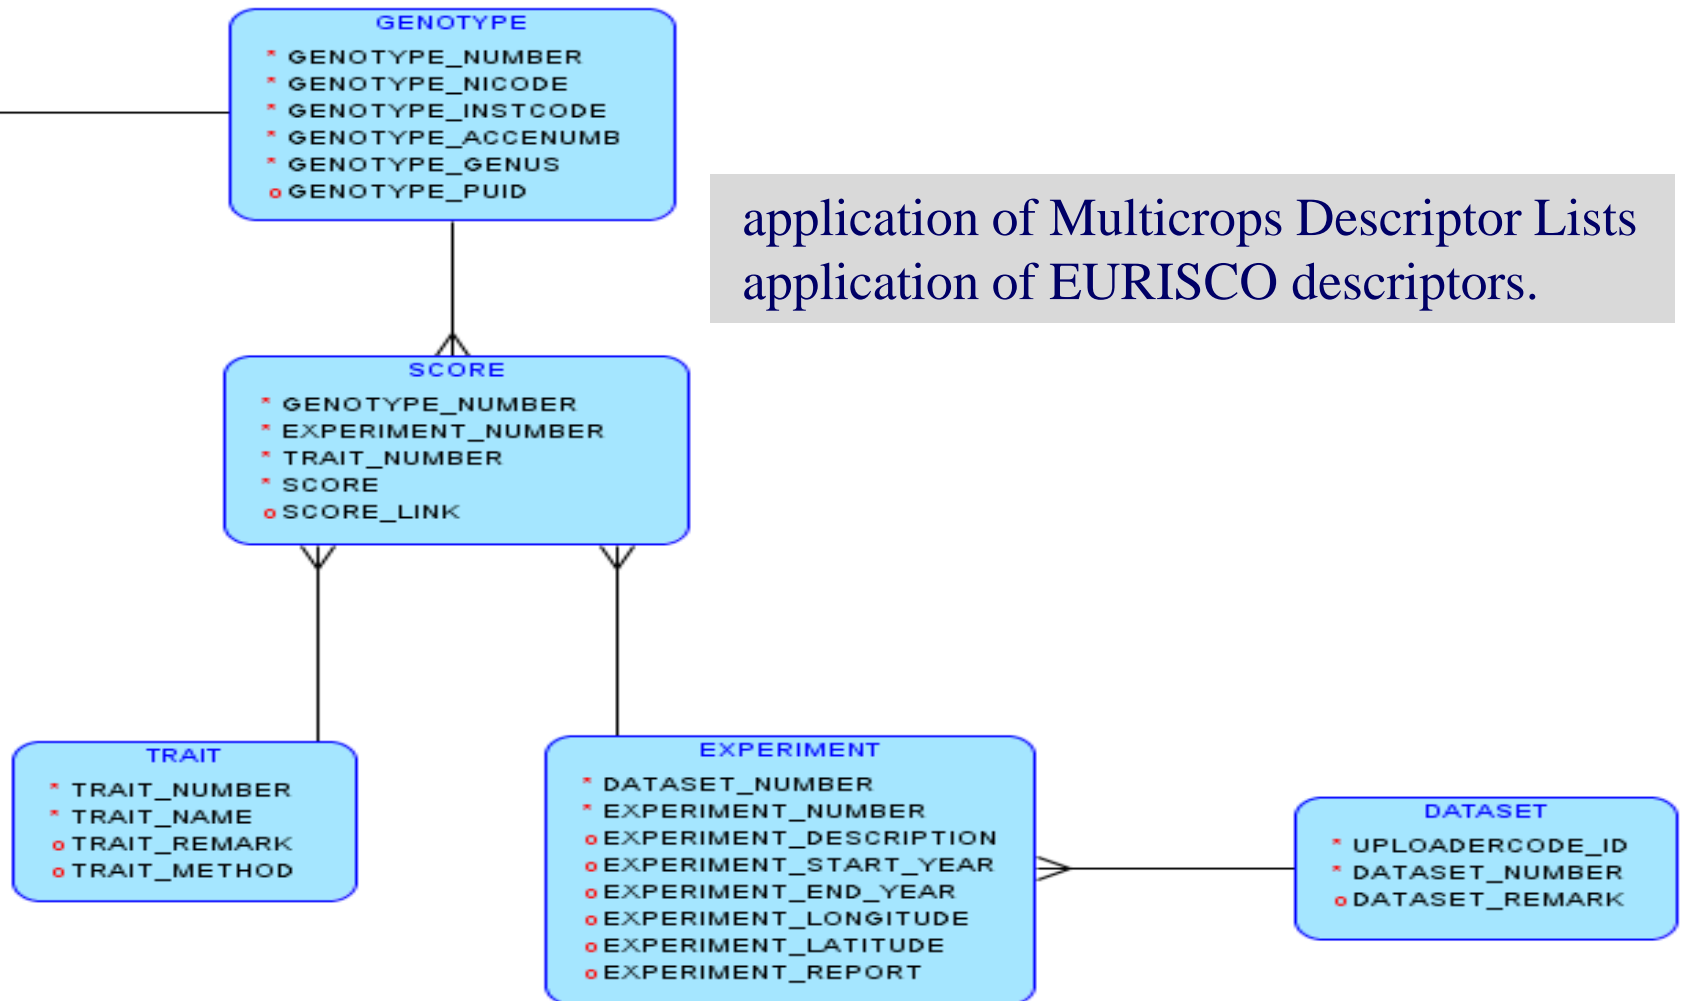 GENOTYPE
* GENOTYPE_NUMBER
* GENOTYPE_NICODE
* GENOTYPE_INSTCODE
* GENOTYPE_ACCENUMB
* GENOTYPE_GENUS
o GENOTYPE_PUID
application of Multicrops Descriptor Lists
application of EURISCO descriptors.
SCORE
* GENOTYPE_NUMBER
* EXPERIMENT_NUMBER
* TRAIT_NUMBER
* SCORE
o SCORE_LINK
TRAIT
* TRAIT_NUMBER
* TRAIT_NAME
o TRAIT_REMARK
o TRAIT_METHOD
EXPERIMENT
* DATASET_NUMBER
* EXPERIMENT_NUMBER
o EXPERIMENT_DESCRIPTION
o EXPERIMENT_START_YEAR
o EXPERIMENT_END_YEAR
o EXPERIMENT_LONGITUDE
o EXPERIMENT_LATITUDE
o EXPERIMENT_REPORT
DATASET
* UPLOADERCODE_ID
* DATASET_NUMBER
o DATASET_REMARK